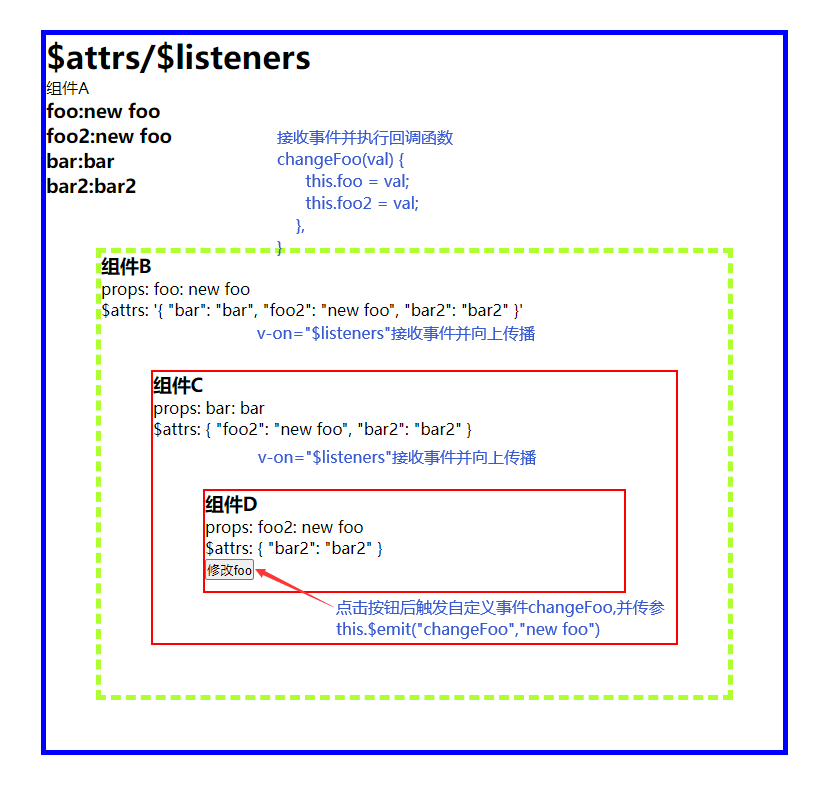 $attrs/$listeners
组件A
foo:new foo
foo2:new foo
bar:bar
bar2:bar2
接收事件并执行回调函数
changeFoo(val) {
this.foo = val;
this.foo2 = val;
},
}
组件B
props: foo: new foo
$attrs: '{ "bar": "bar", "foo2": "new foo", "bar2": "bar2" }'
v-on="$listeners"接收事件并向上传播
组件C
props: bar: bar
$attrs: { "foo2": "new foo", "bar2": "bar2" }
v-on="$listeners"接收事件并向上传播
组件D
props: foo2: new foo
$attrs: { "bar2": "bar2" }
修改foo
点击按钮后触发自定义事件changeFoo,并传参
this.$emit("changeFoo","new foo")